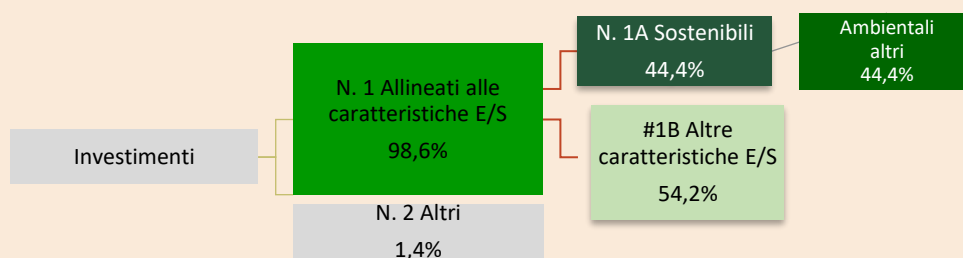 Investimenti
N. 1 Allineati alle
caratteristiche E/S
98,6%
N. 2 Altri
1,4%
N. 1A Sostenibili
44,4%
#1B Altre
caratteristiche E/S
54,2%
Ambientali
altri
44,4%